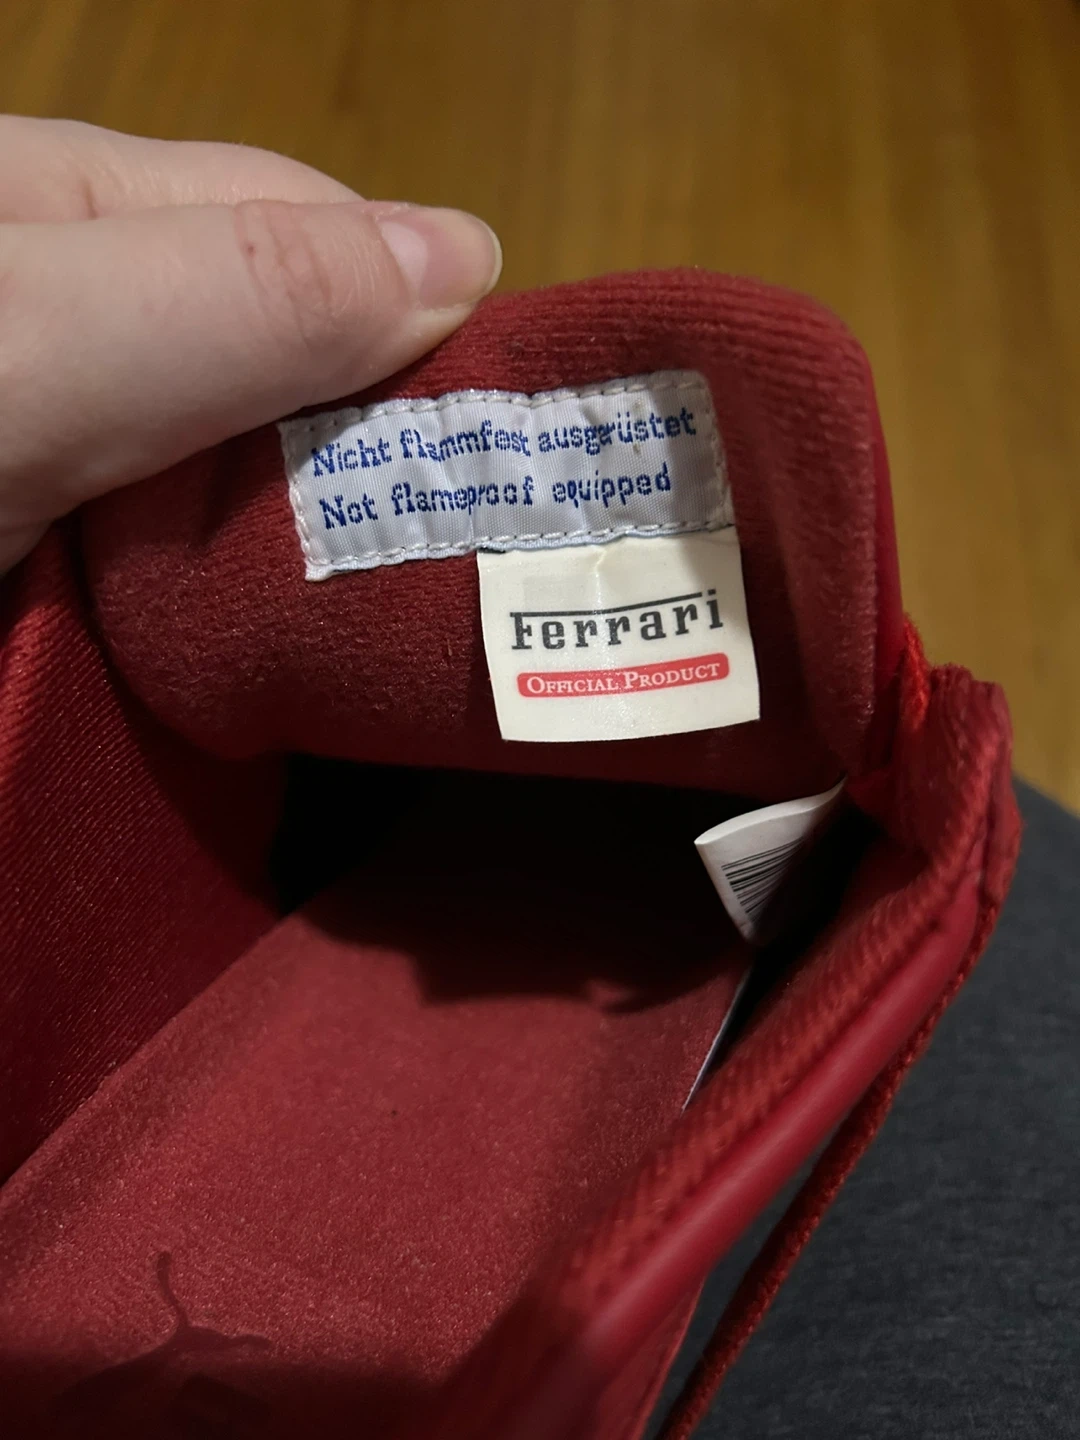 Nicht flammfest ausgerüstet
Not flameproof equipped
Ferrari
OFFICIAL PRODUCT